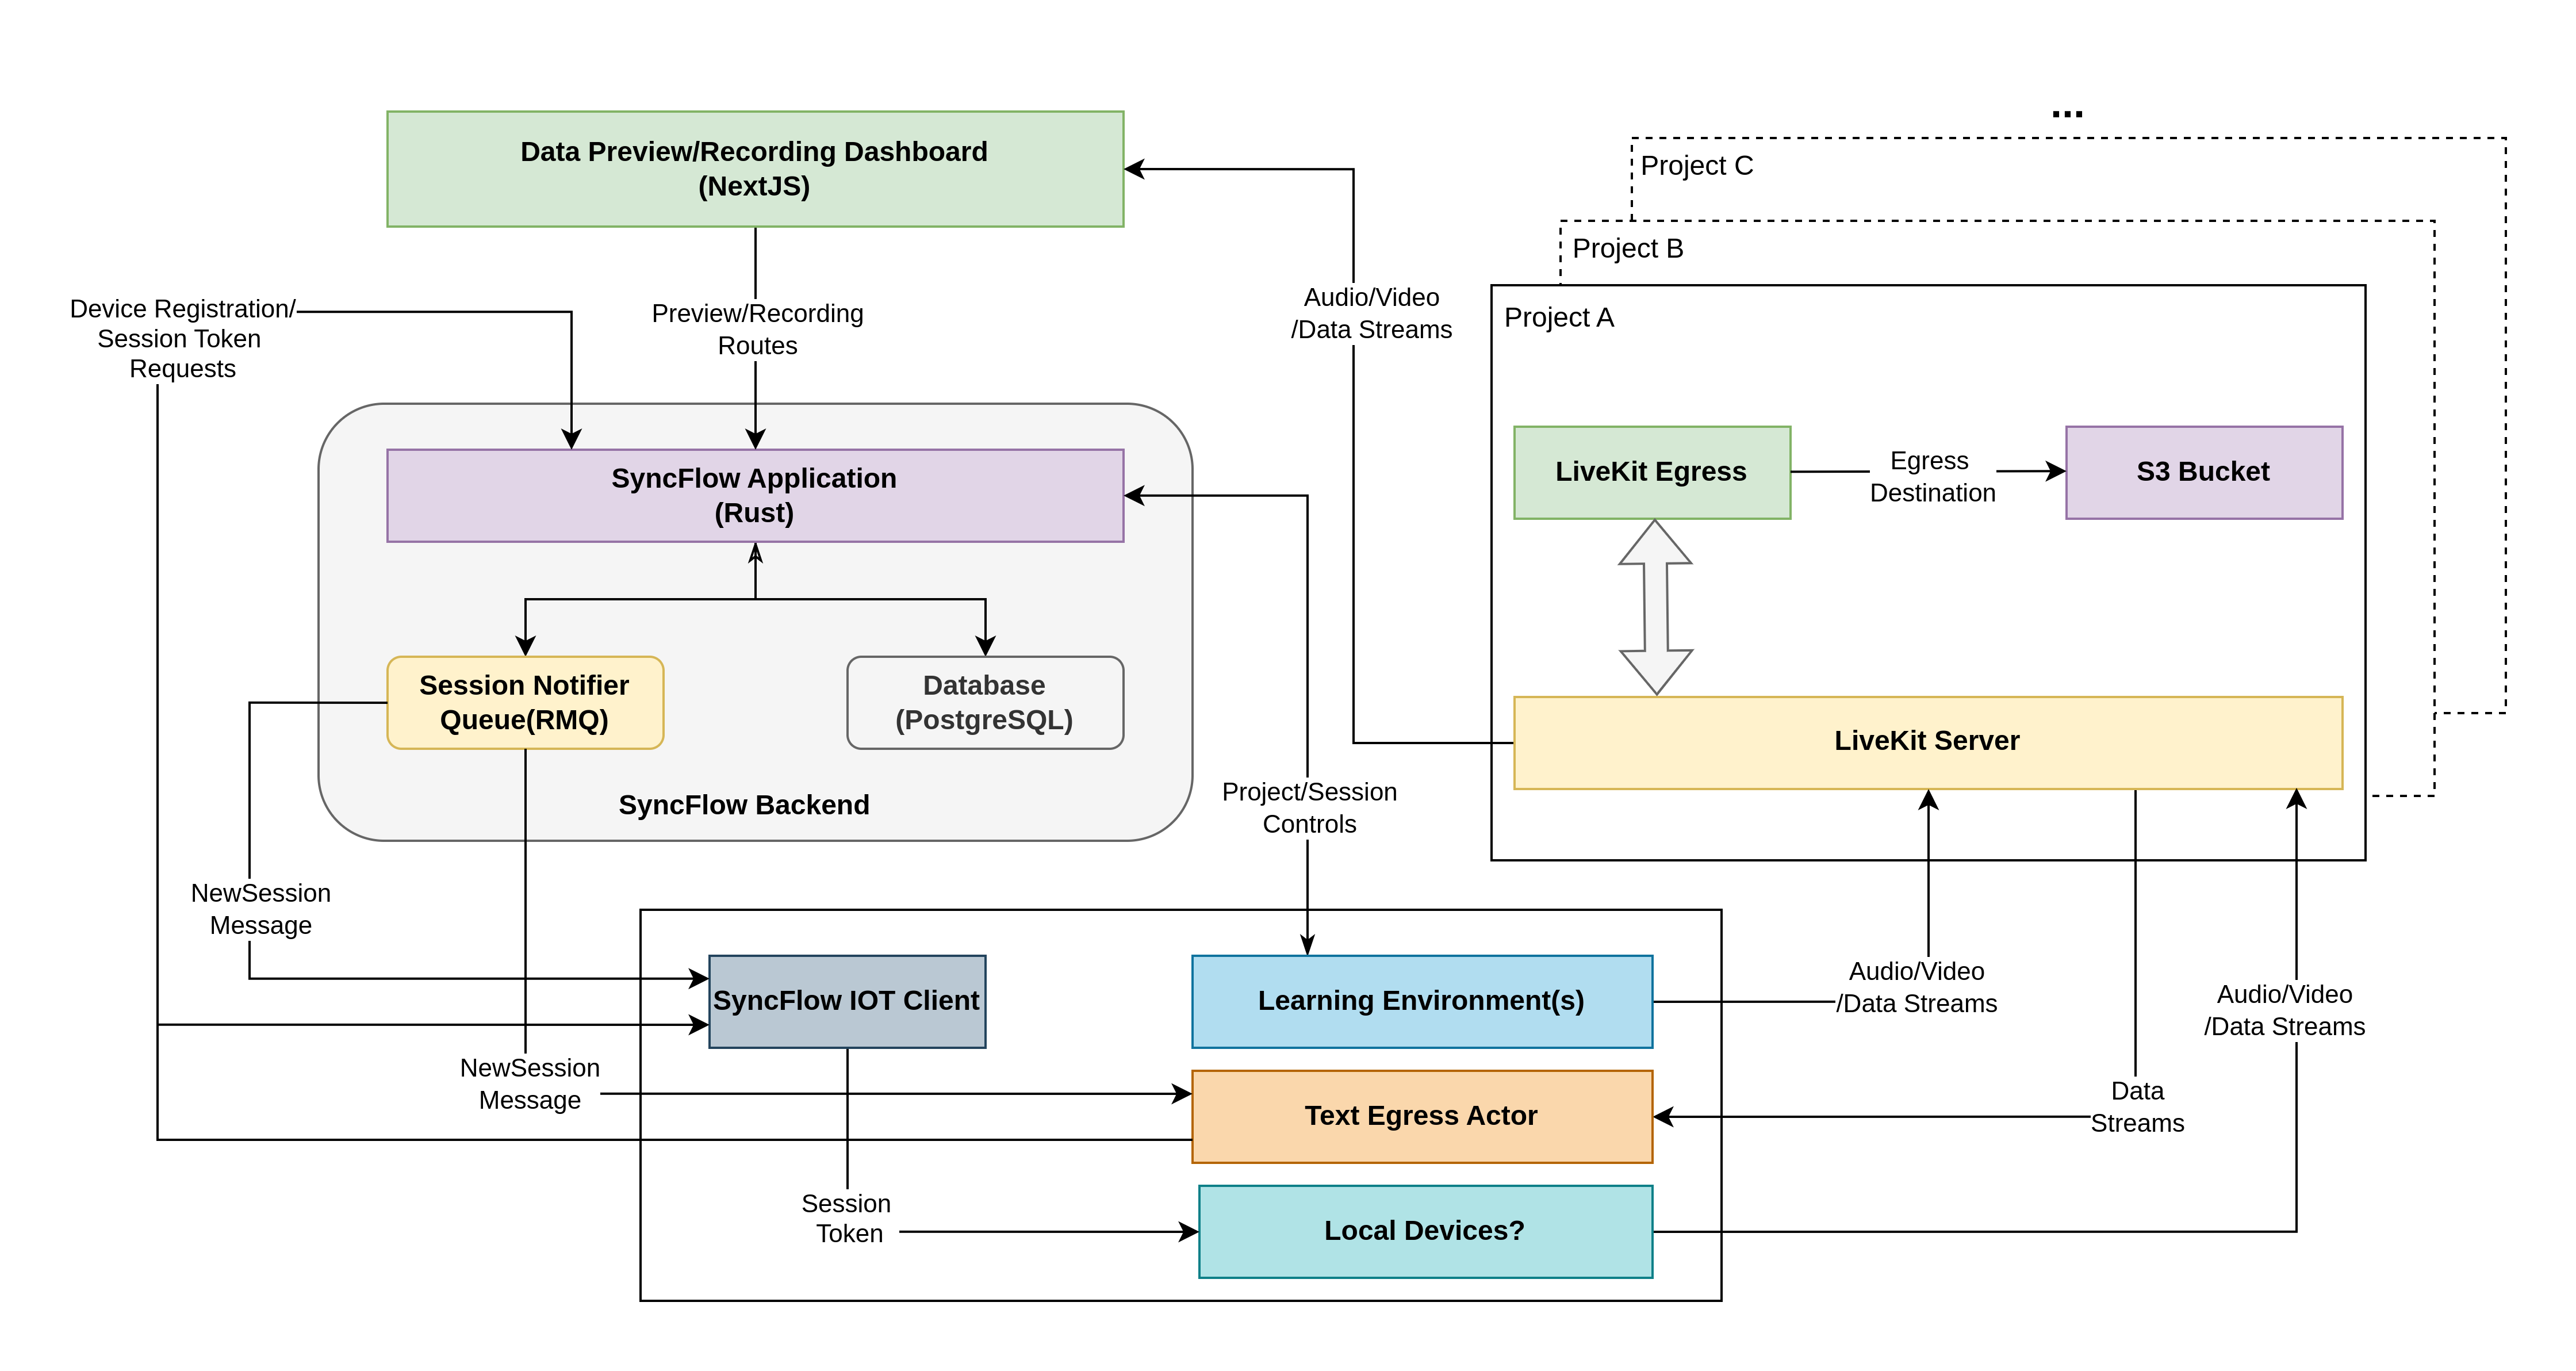 ...
Project C
Project B
Project A
Data Preview/Recording Dashboard
(NextJS)
Device Registration/
Session Token
Requests
Preview/Recording
Routes
Audio/Video
/Data Streams
SyncFlow Application
(Rust)
LiveKit Egress
Egress
Destination
S3 Bucket
Session Notifier
Queue(RMQ)
Database
(PostgreSQL)
SyncFlow Backend
LiveKit Server
Project/Session
Controls
NewSession
Message
SyncFlow IOT Client
Learning Environment(s)
Audio/Video
/Data Streams
Audio/Video
/Data Streams
NewSession
Message
Text Egress Actor
Data
Streams
Session
Token
Local Devices?